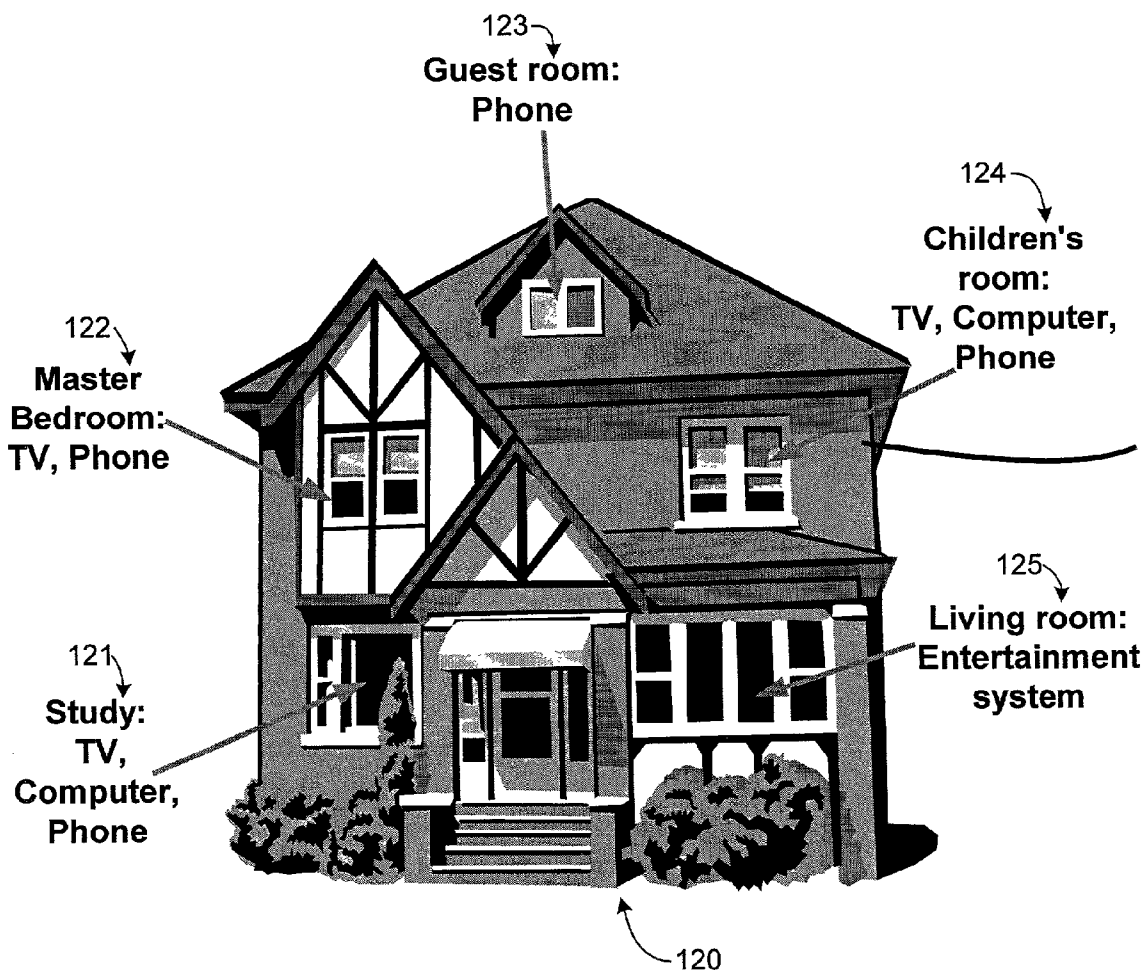 123
Guest room:
Phone
124
Children's
room:
TV, Computer,
Phone
122
Master
Bedroom:
TV, Phone
125
Living room:
Entertainment
system
121
Study:
TV,
Computer,
Phone
120